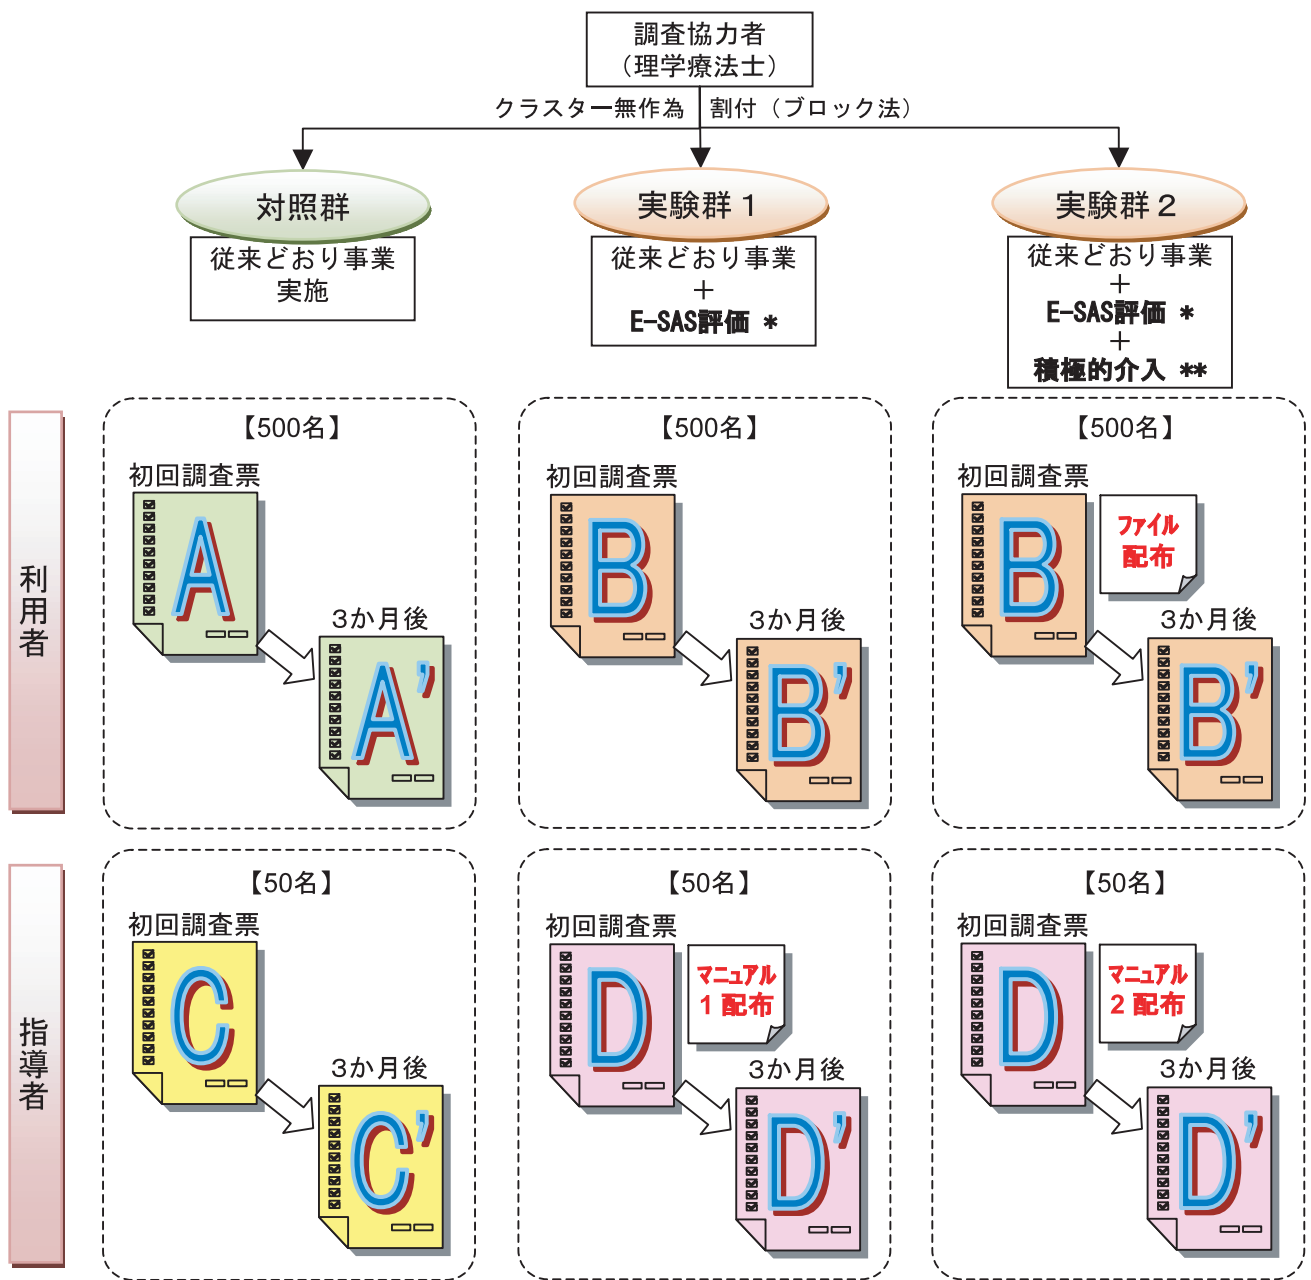 調査協力者
（理学療法士）
クラスター無作為 割付（ブロック法）
対照群
実験群１
実験群２
従来どおり事業
実施
従来どおり事業
＋
E-SAS評価 *
従来どおり事業
＋
E-SAS評価 *
＋
積極的介入 **
利用者
【500名】
初回調査票
A
３か月後
A'
【500名】
初回調査票
B
３か月後
B'
【500名】
初回調査票
B
ファイル
配布
３か月後
B'
指導者
【50名】
初回調査票
C
３か月後
C'
【50名】
初回調査票
D
マニュアル
1 配布
３か月後
D'
【50名】
初回調査票
D
マニュアル
2 配布
３か月後
D'